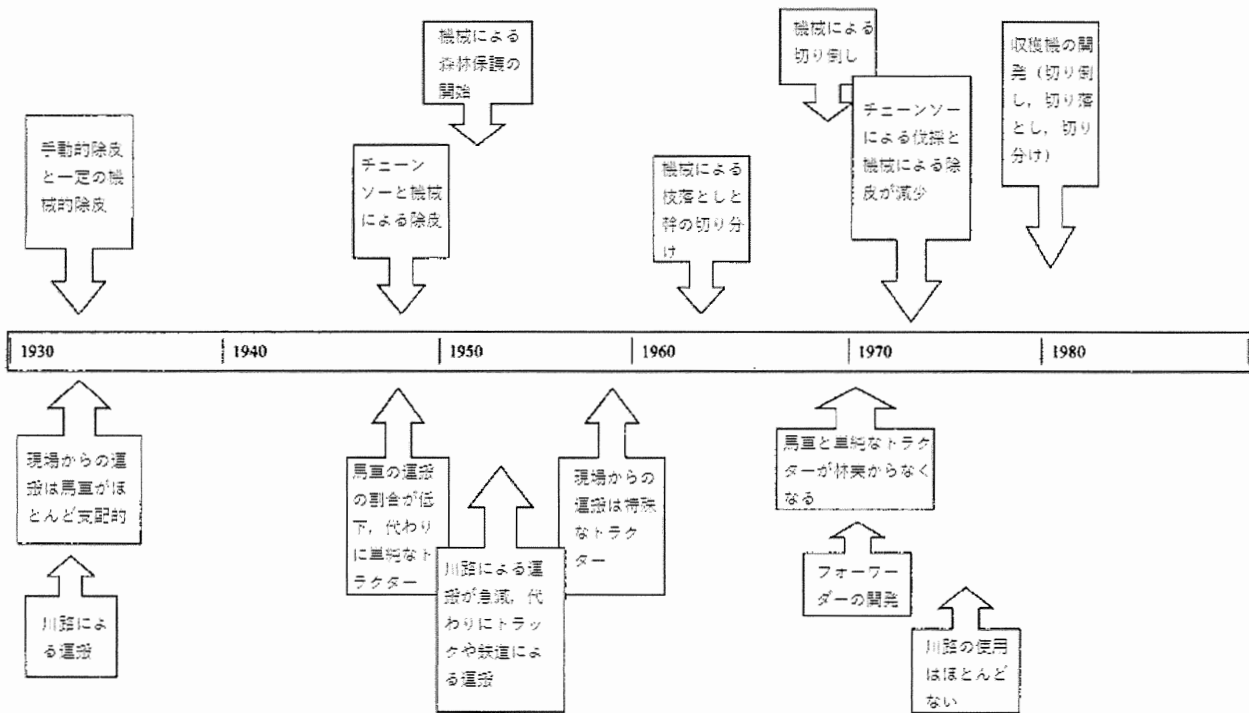 機械による
森林保護の
開始
機械による
切り倒し
収穫機の開
発（切り倒
し，切り落
とし，切り
分け）
手動的除皮
と一定の機
械的除皮
チェーン
ソーと機械
による除皮
機械による
枝落としと
幹の切り分
け
チェーンソー
による伐採と
機械による除
皮が減少
1930
1940
1950
1960
1970
1980
現場からの運
搬は馬車がほ
とんど支配的
川路によ
る運搬
馬車の運搬
の割合が低
下，代わり
に単純なト
ラクター
川路による運
搬が急減，代
わりにトラッ
クや鉄道によ
る運搬
現場からの
運搬は特殊
なトラク
ター
馬車と単純なトラク
ターが林業からなく
なる
フォーワー
ダーの開発
川路の使用
はほとんど
ない